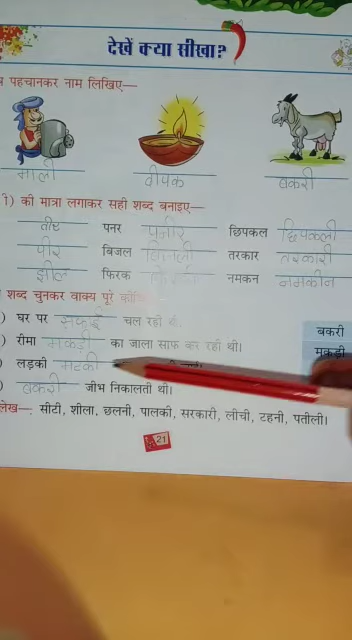 देखें क्या सीखा?
पहचानकर नाम लिखिए—
माली दीपक बकरी
ी) की मात्रा लगाकर सही शब्द बनाइए—
तीर पनर पनीर छिपकल छिपकली
पीर बिजल बिजली तरकार तरकारी
झील फिरक नमकन नमकीन
शब्द चुनकर वाक्य पूरे
) घर पर सफाई चल रही थी। बकरी
) रीमा मकड़ी का जाला साफ कर रही थी। मकड़ी
) लड़की मटकी
) बकरी जीभ निकालती थी।
लेख—: सीटी, शीला, छलनी, पालकी, सरकारी, लीची, टहनी, पतीली।
21